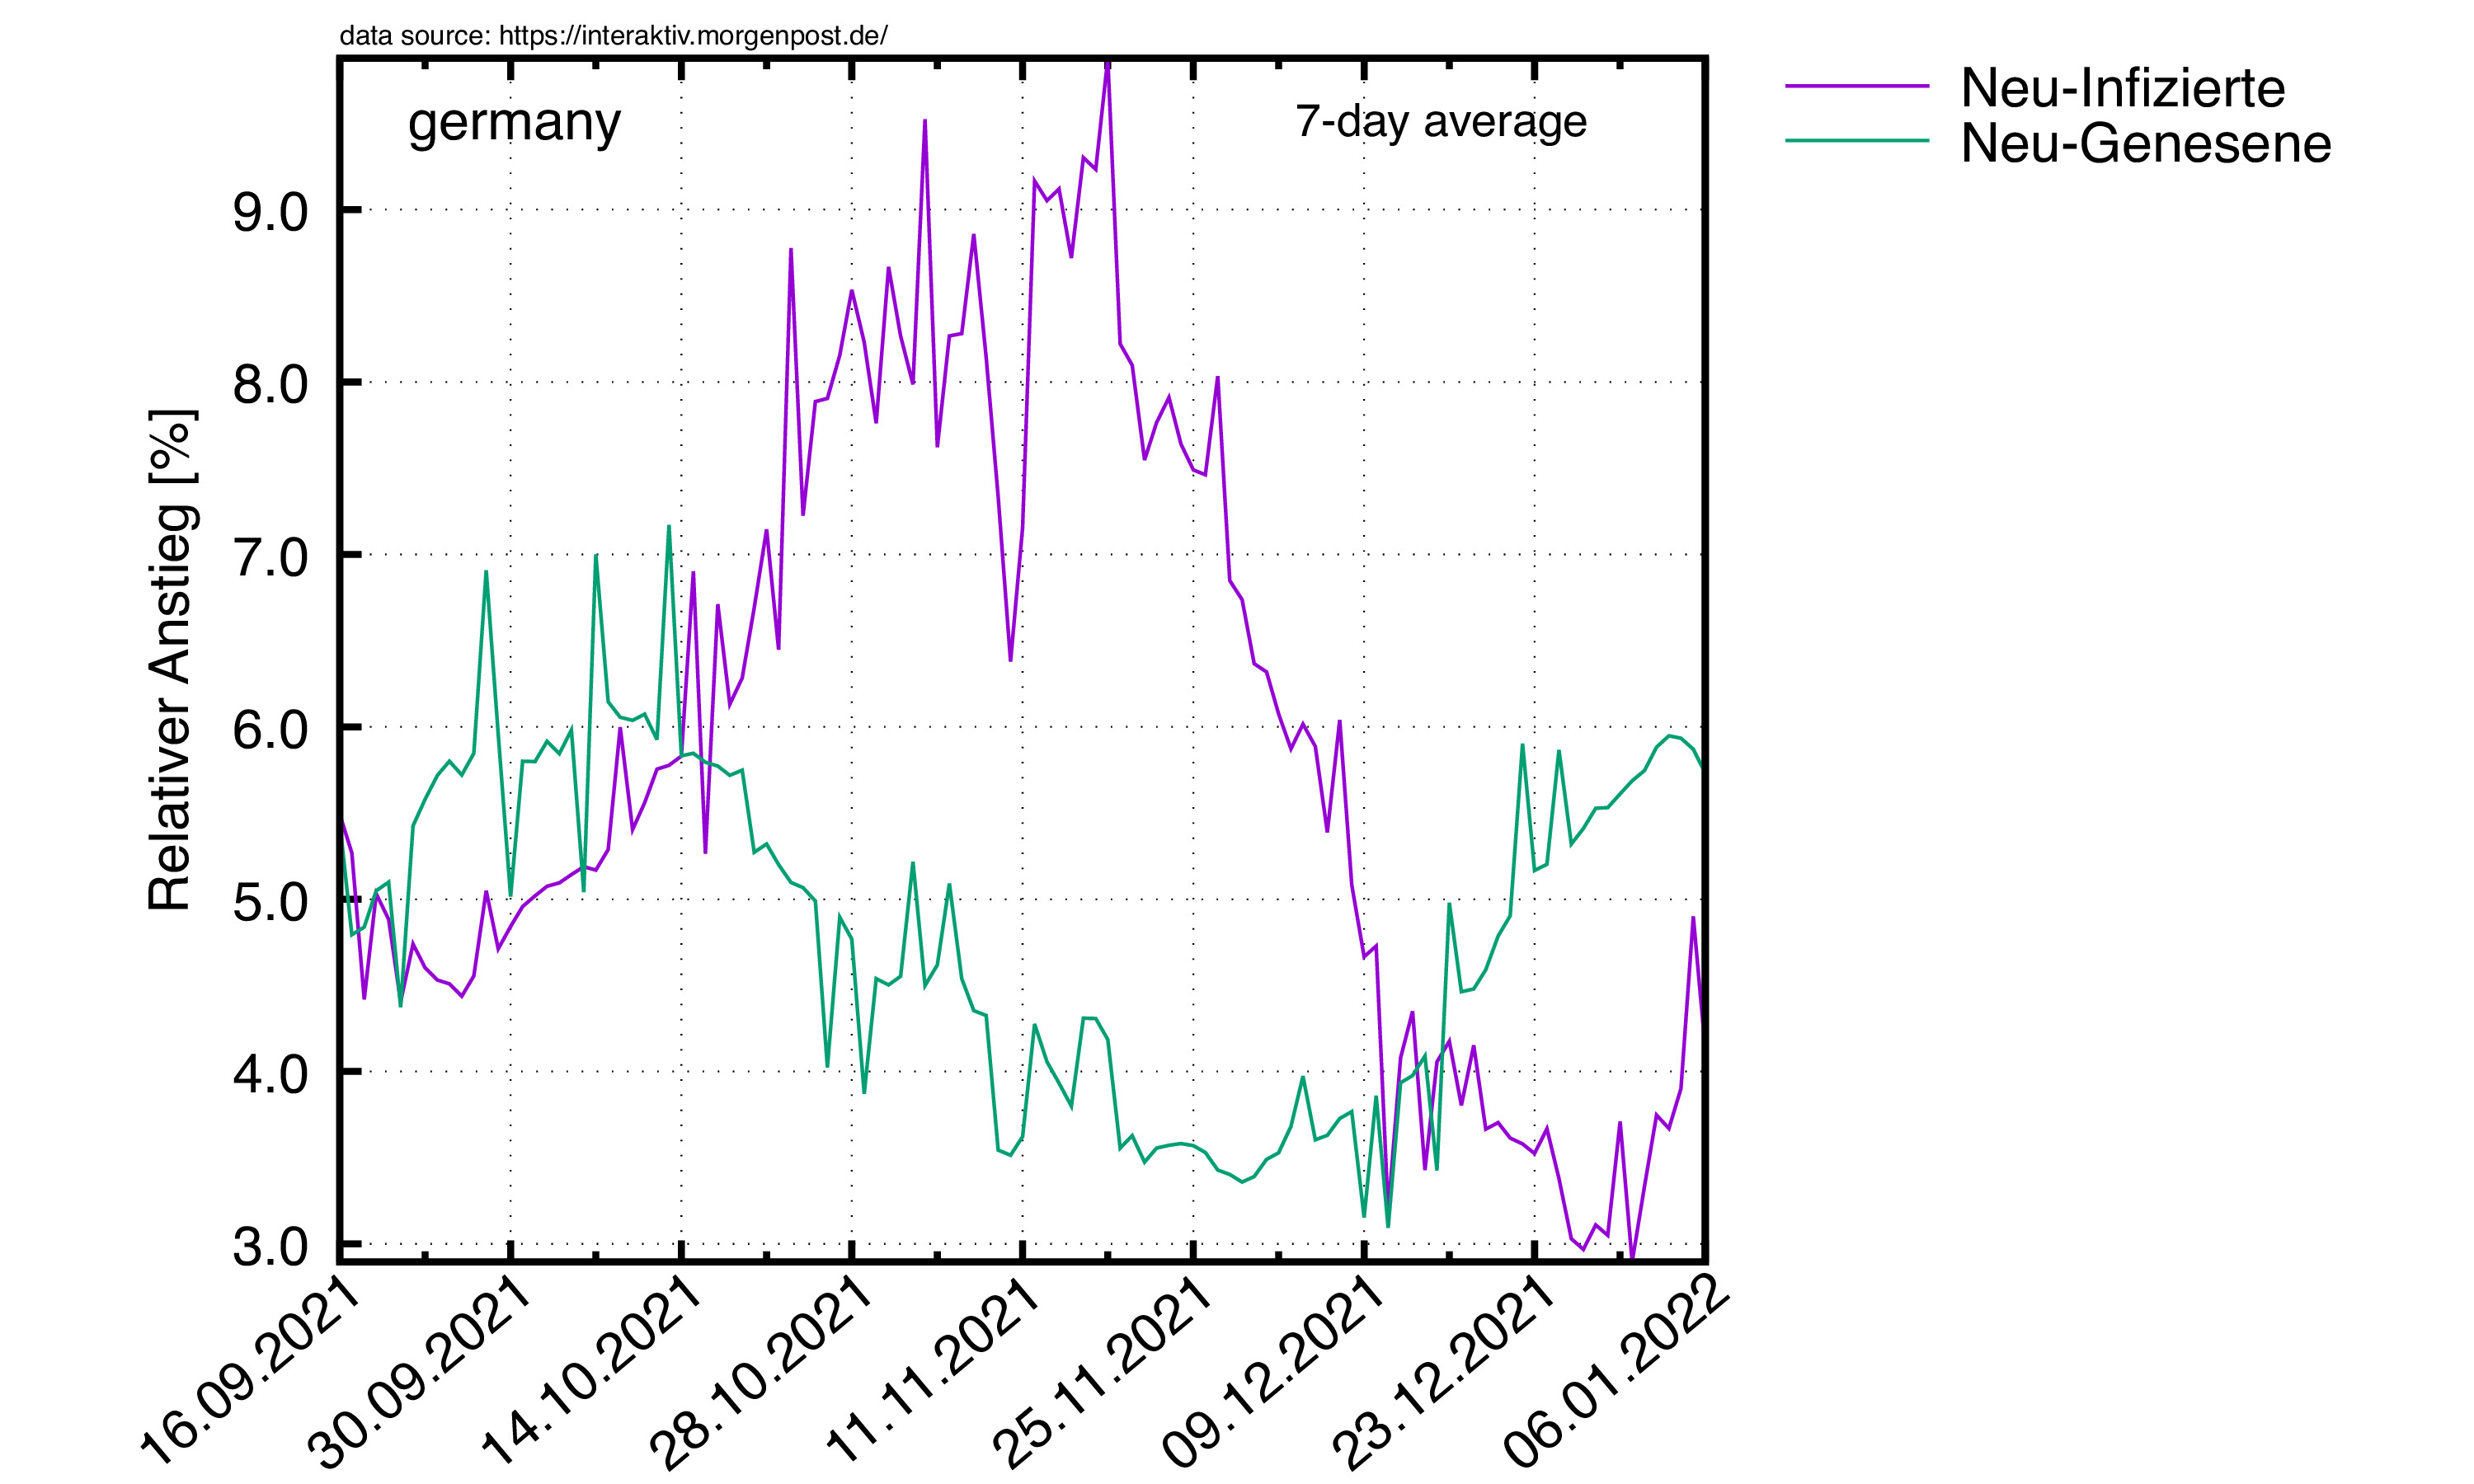 data source: https://interaktiv.morgenpost.de/
germany
7-day average
Neu-Infizierte
Neu-Genesene
Relativer Anstieg [%]
9.0
8.0
7.0
6.0
5.0
4.0
3.0
16.09.2021
30.09.2021
14.10.2021
28.10.2021
11.11.2021
25.11.2021
09.12.2021
23.12.2021
06.01.2022